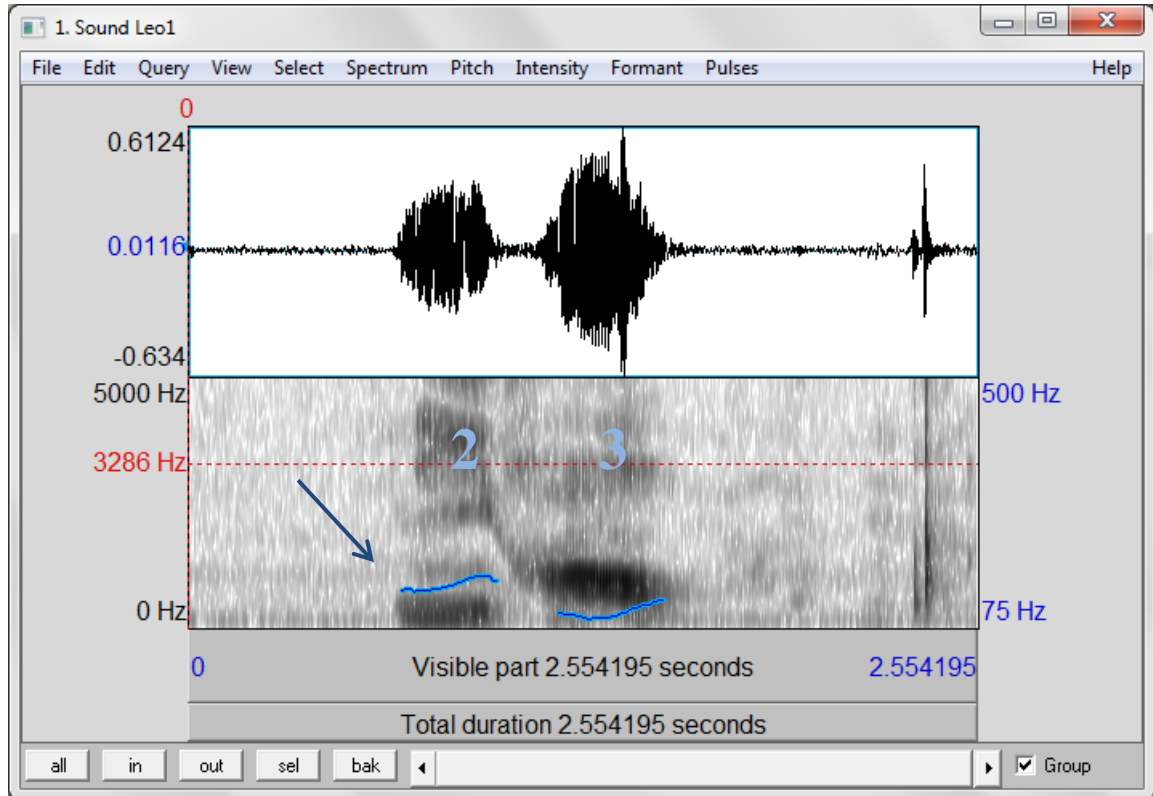 1. Sound Leo1
File Edit Query View Select Spectrum Pitch Intensity Formant Pulses Help
0
0.6124
0.0116
-0.634
5000 Hz 500 Hz
2 3
3286 Hz
0 Hz 75 Hz
0 Visible part 2.554195 seconds 2.554195
Total duration 2.554195 seconds
all in out sel bak Group